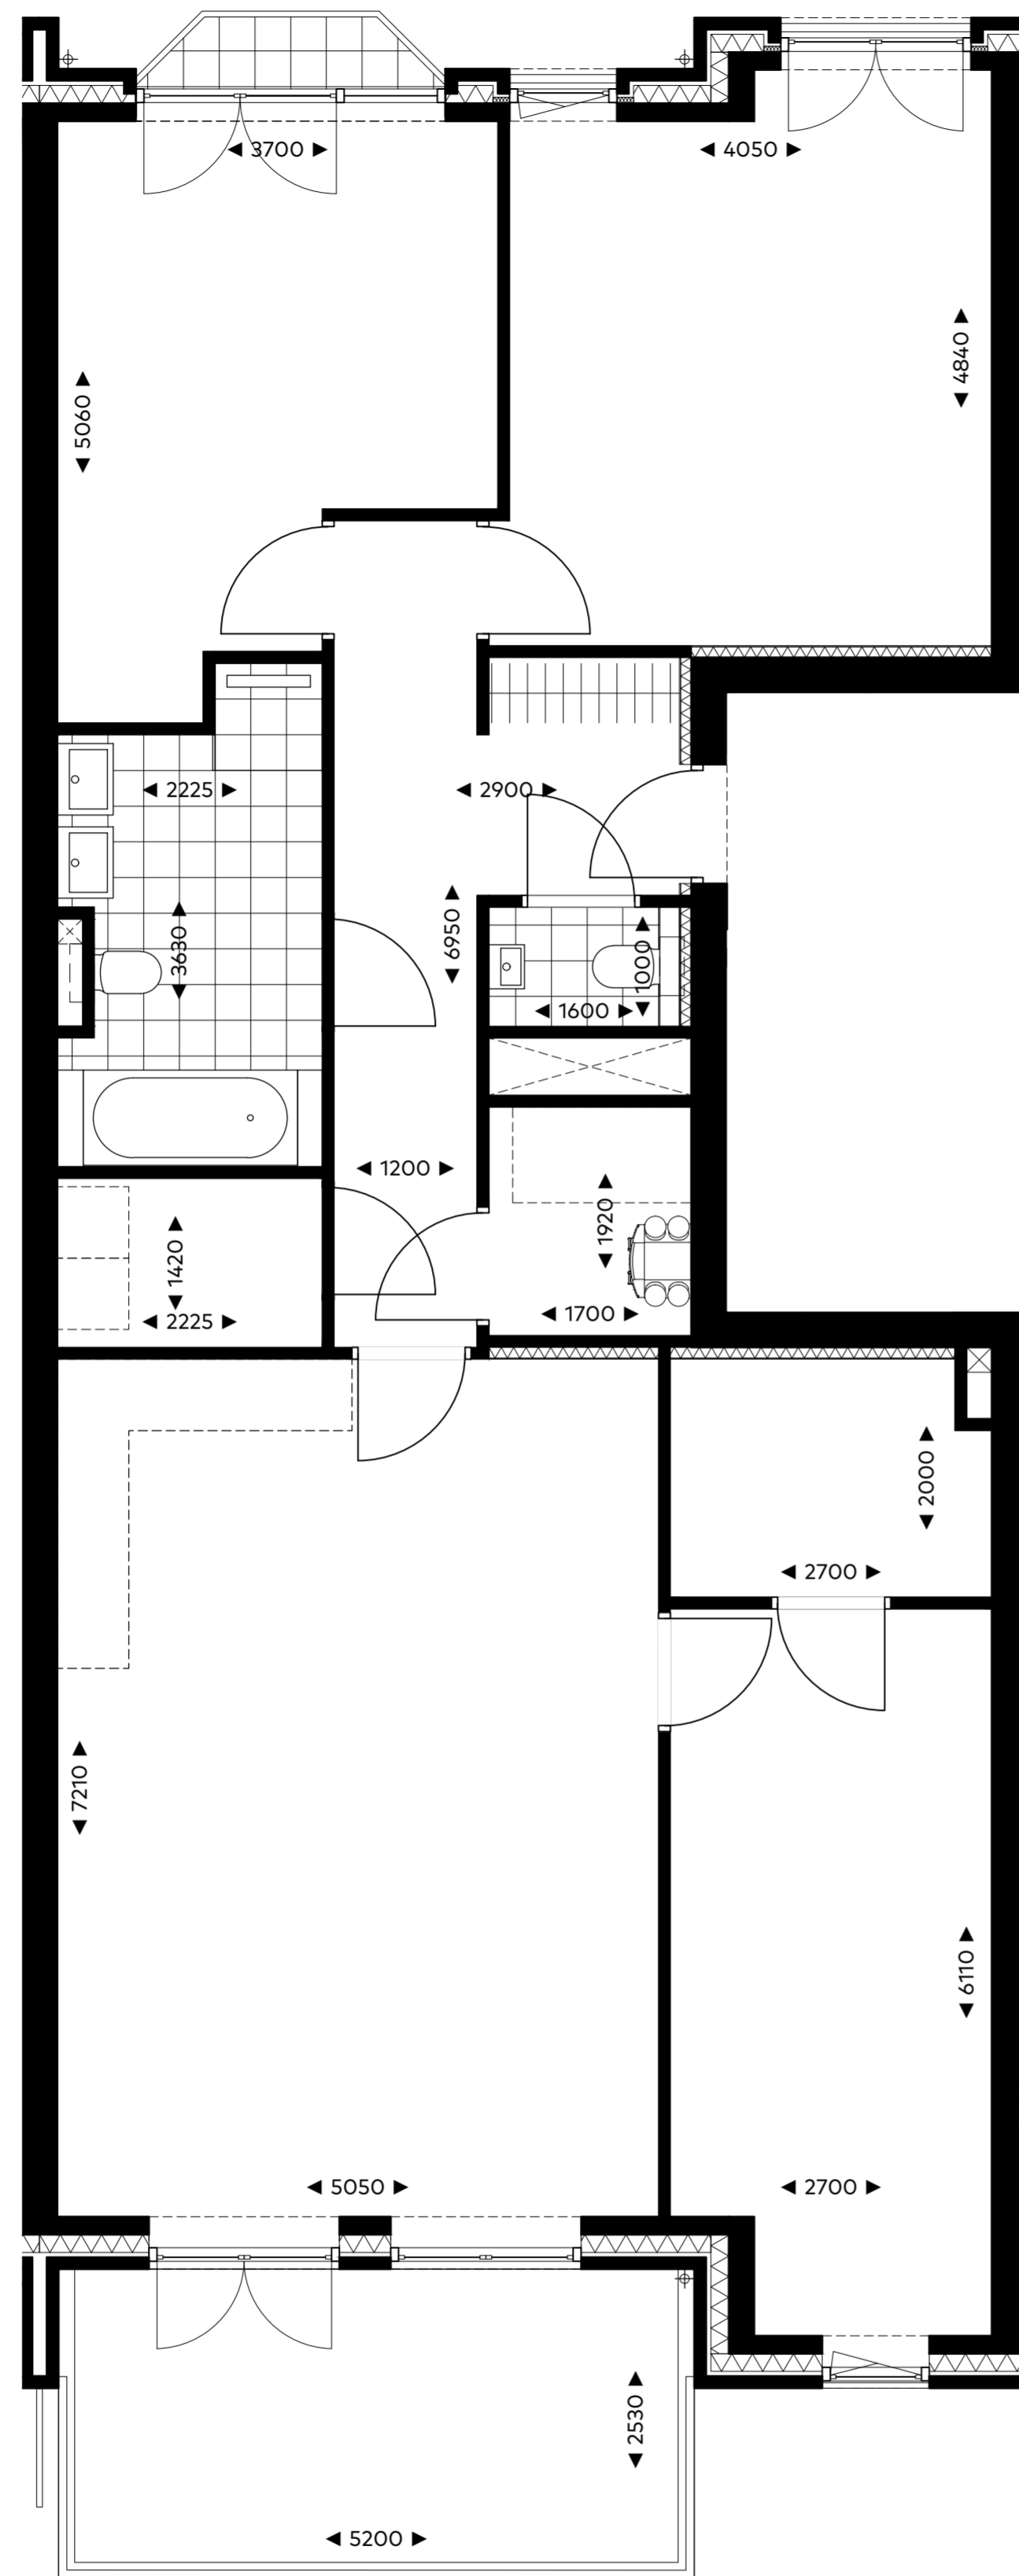 ◄ 3700 ►
◄ 4050 ►
◄ 4840 ►
◄ 5060 ►
◄ 2225 ►
◄ 2900 ►
◄ 3630 ►
◄ 6950 ►
◄ 1000 ►
◄ 1600 ►
◄ 1200 ►
◄ 1920 ►
◄ 1420 ►
◄ 2225 ►
◄ 1700 ►
◄ 2000 ►
◄ 2700 ►
◄ 7210 ►
◄ 6110 ►
◄ 5050 ►
◄ 2700 ►
◄ 2530 ►
◄ 5200 ►